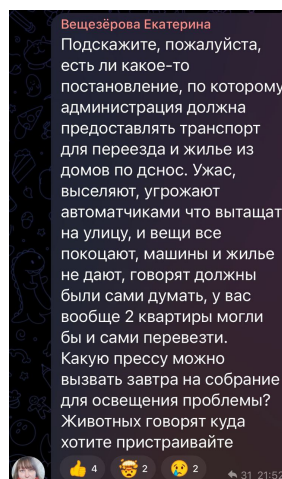 Вещезёрова Екатерина
Подскажите, пожалуйста,
есть ли какое-то
постановление, по которому
администрация должна
предоставлять транспорт
для переезда и жилье из
домов по дснос. Ужас,
выселяют, угрожают
автоматчиками что вытащат
на улицу, и вещи все
покоцают, машины и жилье
не дают, говорят должны
были сами думать, у вас
вообще 2 квартиры могли
бы и сами перевезти.
Какую прессу можно
вызвать завтра на собрание
для освещения проблемы?
Животных говорят куда
хотите пристраивайте
4 2 2 31 21:52